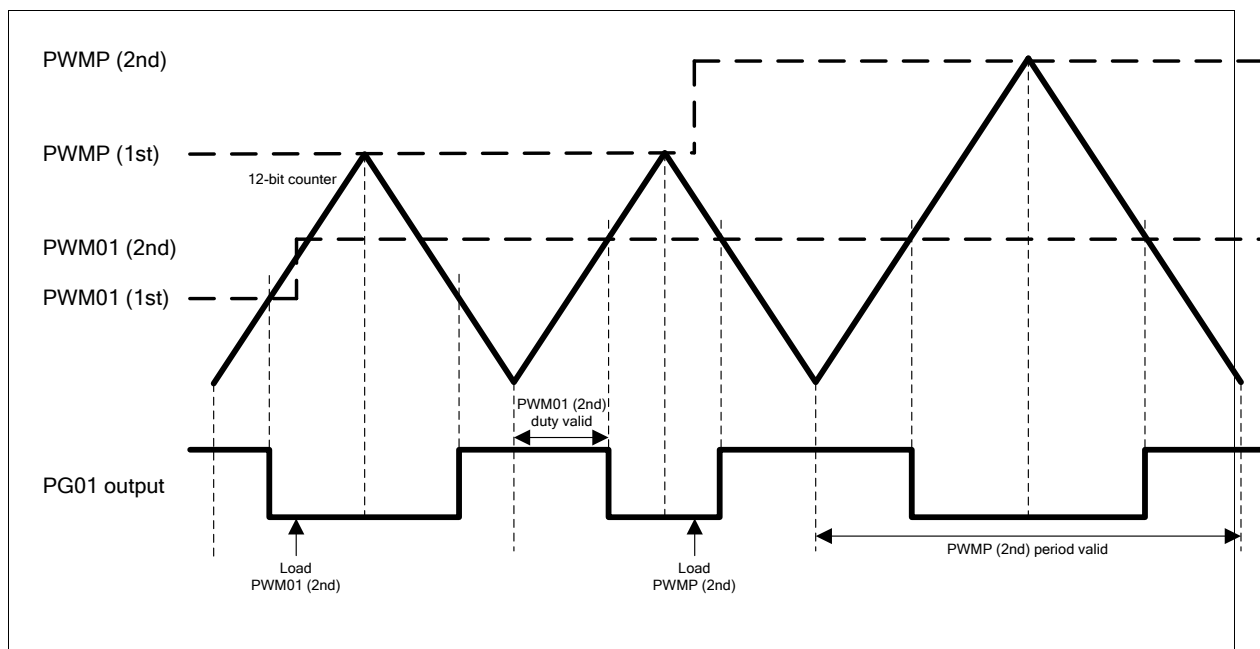 PWMP (2nd)
PWMP (1st)
12-bit counter
PWM01 (2nd)
PWM01 (1st)
PWM01 (2nd)
duty valid
PG01 output
Load
PWM01 (2nd)
Load
PWMP (2nd)
PWMP (2nd) period valid